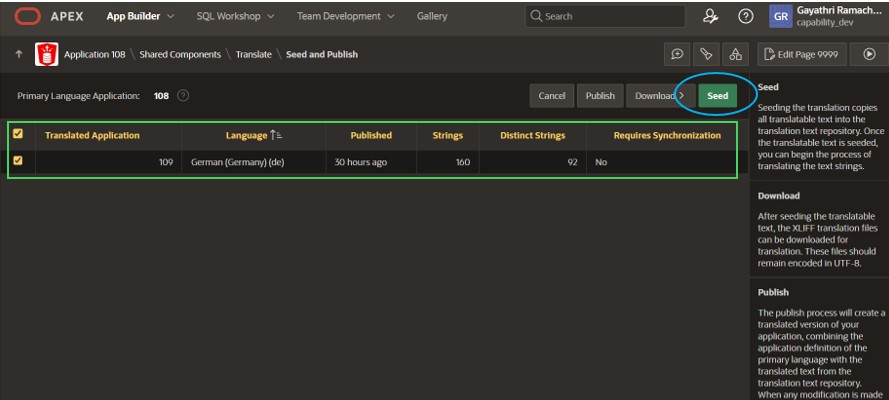 APEX App Builder SQL Workshop Team Development Gallery Search GR Gayathri Ramach...
capability_dev
Application 108 \ Shared Components \ Translate \ Seed and Publish Edit Page 9999
Primary Language Application: 108 Cancel Publish Download Seed
Translated Application Language Published Strings Distinct Strings Requires Synchronization
109 German (Germany) (de) 30 hours ago 160 92 No
Seed
Seeding the translation copies
all translatable text into the
translation text repository. Once
the translatable text is seeded,
you can begin the process of
translating the text strings.
Download
After seeding the translatable
text, the XLIFF translation files
can be downloaded for
translation. These files should
remain encoded in UTF-8.
Publish
The publish process will create a
translated version of your
application, combining the
application definition of the
primary language with the
translated text from the
translation text repository.
When any modification is made